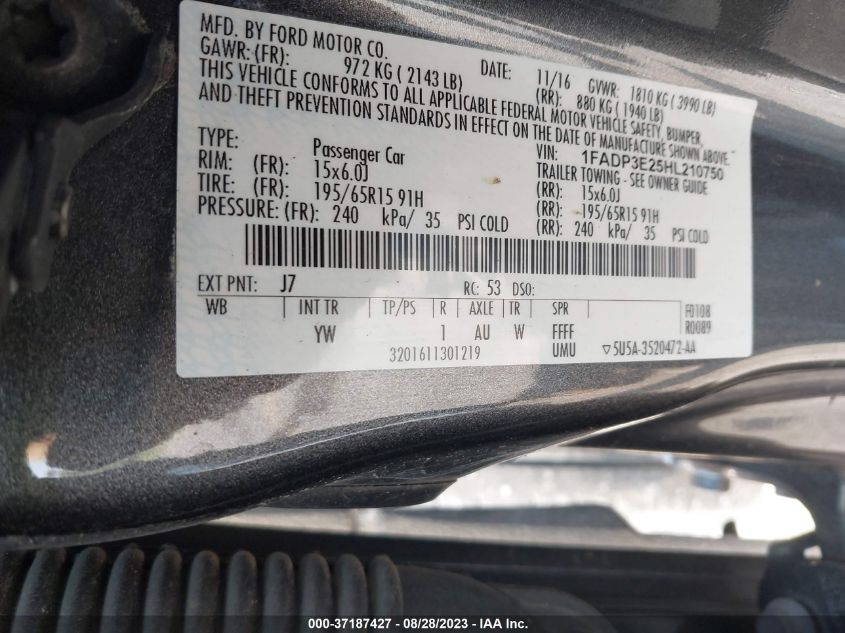 MFD. BY FORD MOTOR CO.
DATE: 11/16 GVWR: 1810 KG ( 3990 LB)
GAWR: (FR): 972 KG ( 2143 LB) (RR): 880 KG ( 1940 LB)
THIS VEHICLE CONFORMS TO ALL APPLICABLE FEDERAL MOTOR VEHICLE SAFETY, BUMPER,
AND THEFT PREVENTION STANDARDS IN EFFECT ON THE DATE OF MANUFACTURE SHOWN ABOVE.
VIN: 1FADP3E25HL210750
TYPE: Passenger Car TRAILER TOWING - SEE OWNER GUIDE
RIM: (FR): 15x6.0J (RR): 15x6.0J
TIRE: (FR): 195/65R15 91H (RR): 195/65R15 91H
PRESSURE: (FR): 240 kPa/ 35 PSI COLD (RR): 240 kPa/ 35 PSI COLD
EXT PNT: J7 RC: 53 DSO:
WB INT TR TP/PS R AXLE TR SPR F0108
YW 1 AU W FFFF R0089
3201611301219 UMU ▽5U5A-3520472-AA
000-37187427 - 08/28/2023 - IAAI.com